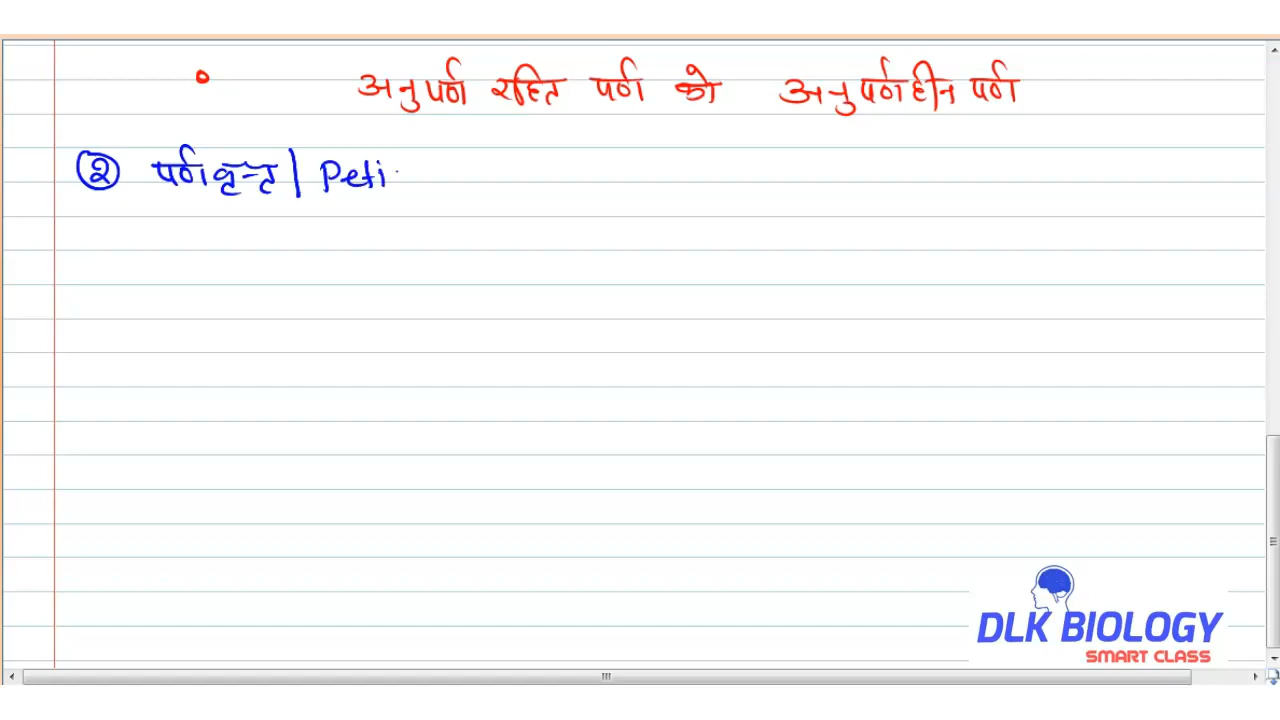 • अनुपर्ण रहित पर्ण को अनुपर्णहीन पर्ण
② पर्णवृन्त | Peti
DLK BIOLOGY
SMART CLASS